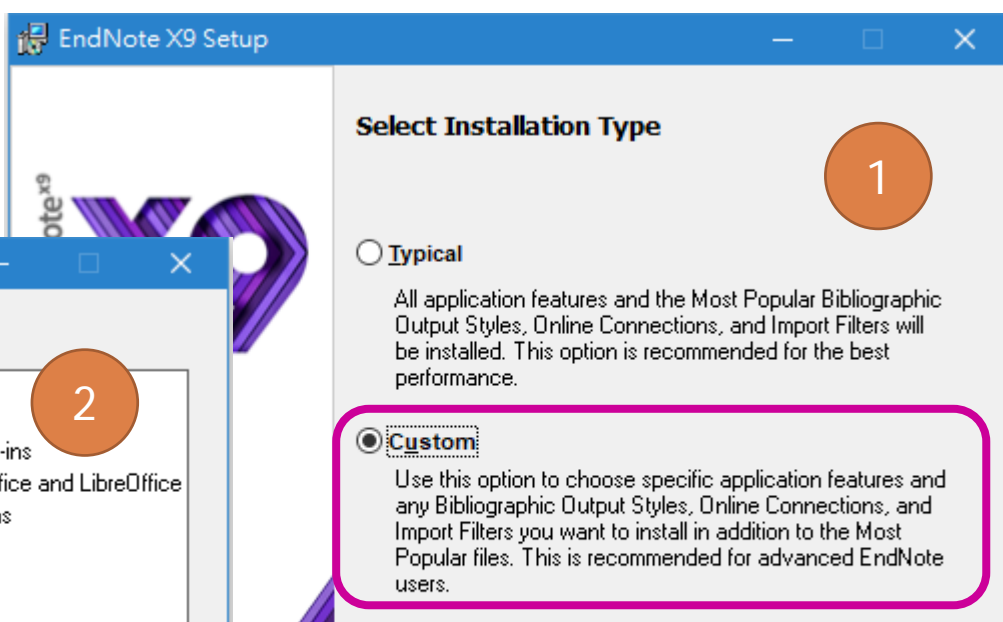 EndNote X9 Setup
Select Installation Type
1
ote x9
X9
Typical
All application features and the Most Popular Bibliographic
Output Styles, Online Connections, and Import Filters will
be installed. This option is recommended for the best
performance.
2
-ins
fice and LibreOffice
s
Custom
Use this option to choose specific application features and
any Bibliographic Output Styles, Online Connections, and
Import Filters you want to install in addition to the Most
Popular files. This is recommended for advanced EndNote
users.